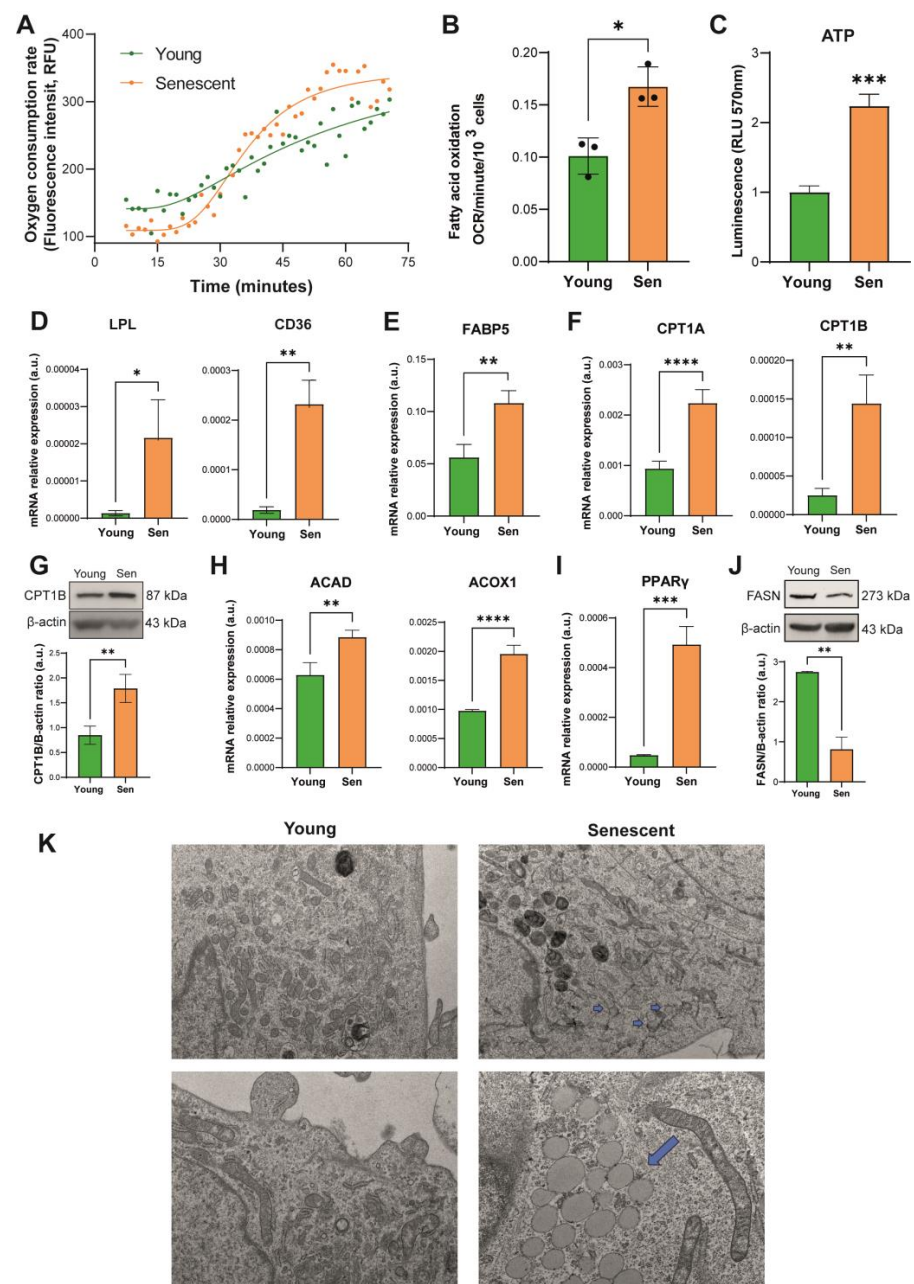 A
Oxygen consumption rate
(Fluorescence intensit, RFU)
400
300
200
100
Young
Senescent
0 15 30 45 60 75
Time (minutes)
B
Fatty acid oxidation
OCR/minute/10 3 cells
0.20
0.15
0.10
0.05
0.00
*
Young Sen
C
ATP
Luminescence (RLU 570nm)
3
2
1
0
***
Young Sen
D
LPL
mRNA relative expression (a.u.)
0.00004
0.00003
0.00002
0.00001
0.00000
*
Young Sen
CD36
0.0003
0.0002
0.0001
0.0000
**
Young Sen
E
FABP5
mRNA relative expression (a.u.)
0.15
0.10
0.05
0.00
**
Young Sen
F
CPT1A
mRNA relative expression (a.u.)
0.003
0.002
0.001
0.000
****
Young Sen
CPT1B
0.00020
0.00015
0.00010
0.00005
0.00000
**
Young Sen
G
Young Sen
CPT1B 87 kDa
β-actin 43 kDa
CPT1B/B-actin ratio (a.u.)
2.5
2.0
1.5
1.0
0.5
0.0
**
Young Sen
H
ACAD
mRNA relative expression (a.u.)
0.0010
0.0008
0.0006
0.0004
0.0002
0.0000
**
Young Sen
ACOX1
0.0025
0.0020
0.0015
0.0010
0.0005
0.0000
****
Young Sen
I
PPARγ
mRNA relative expression (a.u.)
0.0006
0.0004
0.0002
0.0000
***
Young Sen
J
Young Sen
FASN 273 kDa
β-actin 43 kDa
FASN/B-actin ratio (a.u.)
3
2
1
0
**
Young Sen
K
Young Senescent